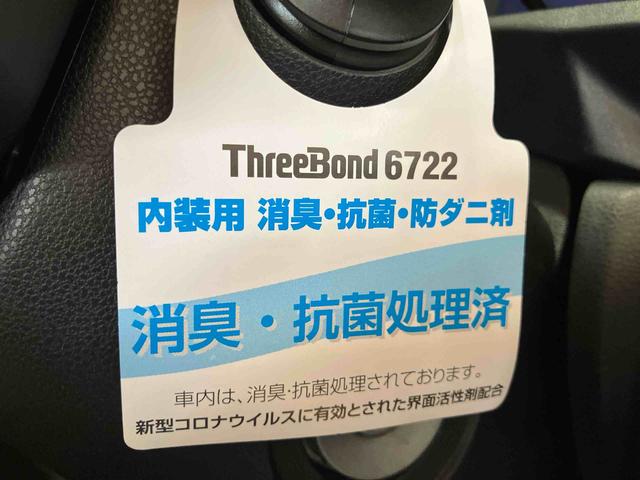 ThreeBond 6722
内装用 消臭・抗菌・防ダニ剤
消臭・抗菌処理済
車内は、消臭・抗菌処理されております。
新型コロナウイルスに有効とされた界面活性剤配合